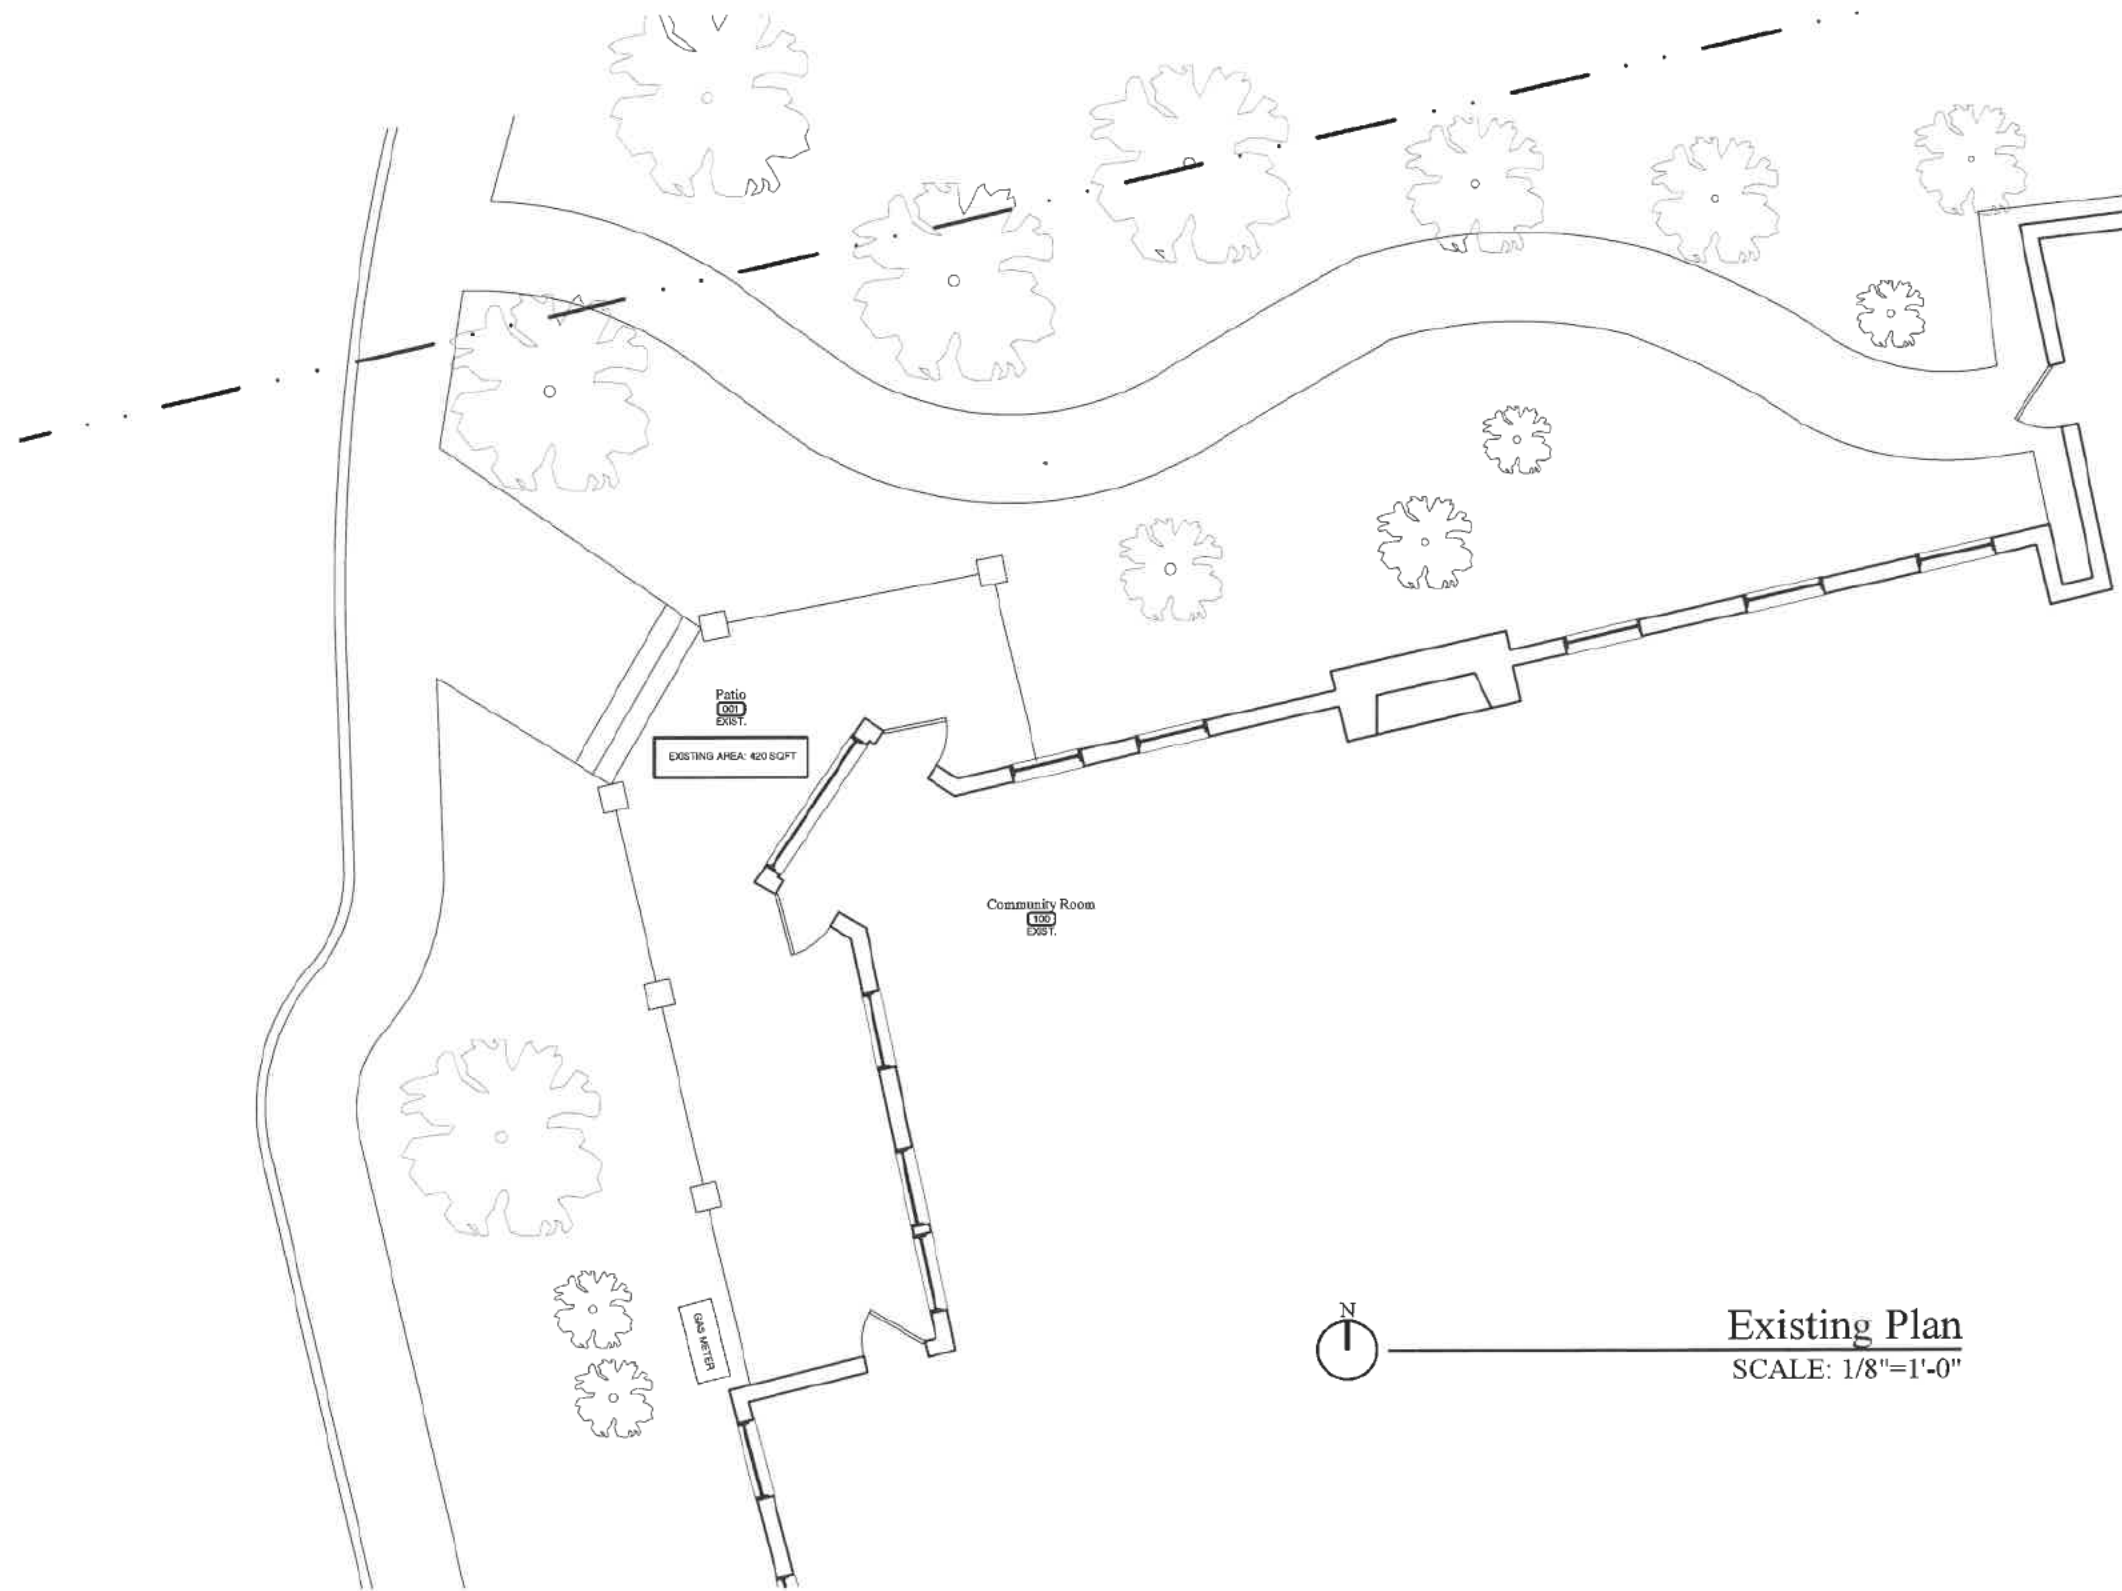 Patio
001
EXIST.
EXISTING AREA: 420 SQFT
Community Room
100
EXIST.
GAS METER
N
Existing Plan
SCALE: 1/8"=1'-0"